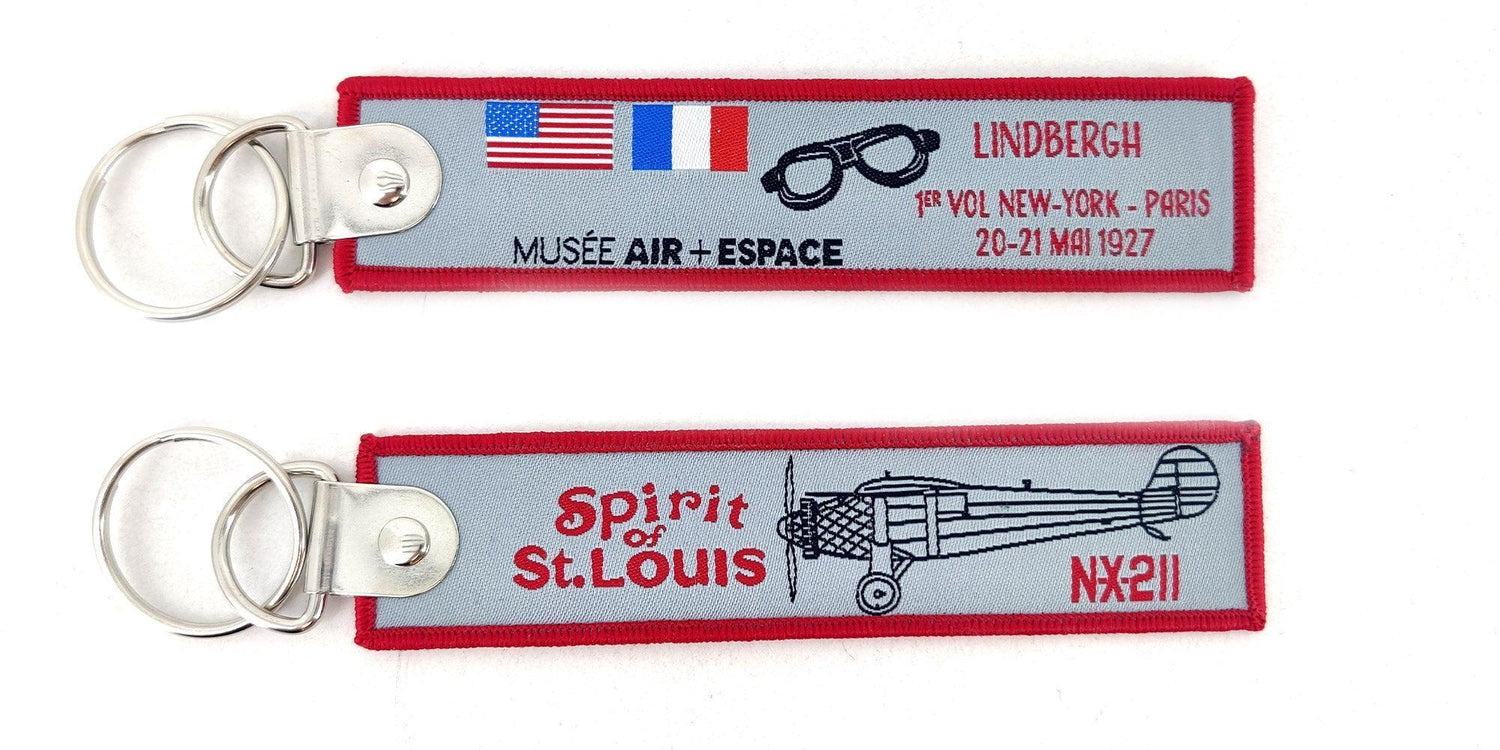 LINDBERGH
1ER VOL NEW-YORK - PARIS
20-21 MAI 1927
MUSÉE AIR + ESPACE
Spirit
of
St. LOUIS
N-X-211